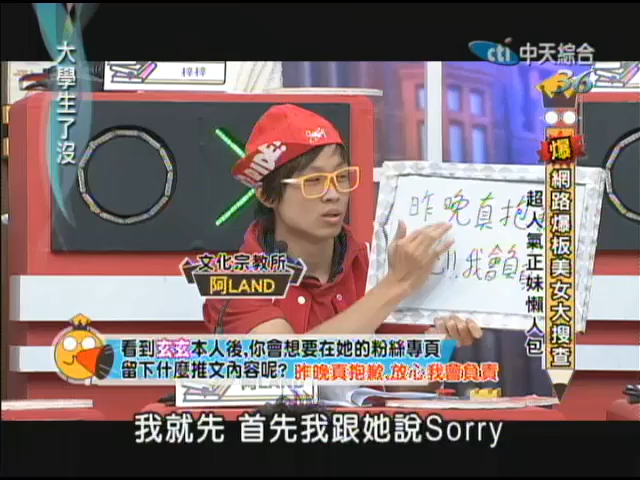 大學生了沒
梓梓
cti中天綜合
36
爆
網路爆板美女大搜查
超人氣正妹懶人包
昨晚真抱
!!我會負
文化宗教所
阿LAND
看到玄玄本人後,你會想要在她的粉絲專頁
留下什麼推文內容呢? 昨晚真抱歉,放心我會負責
我就先 首先我跟她說Sorry